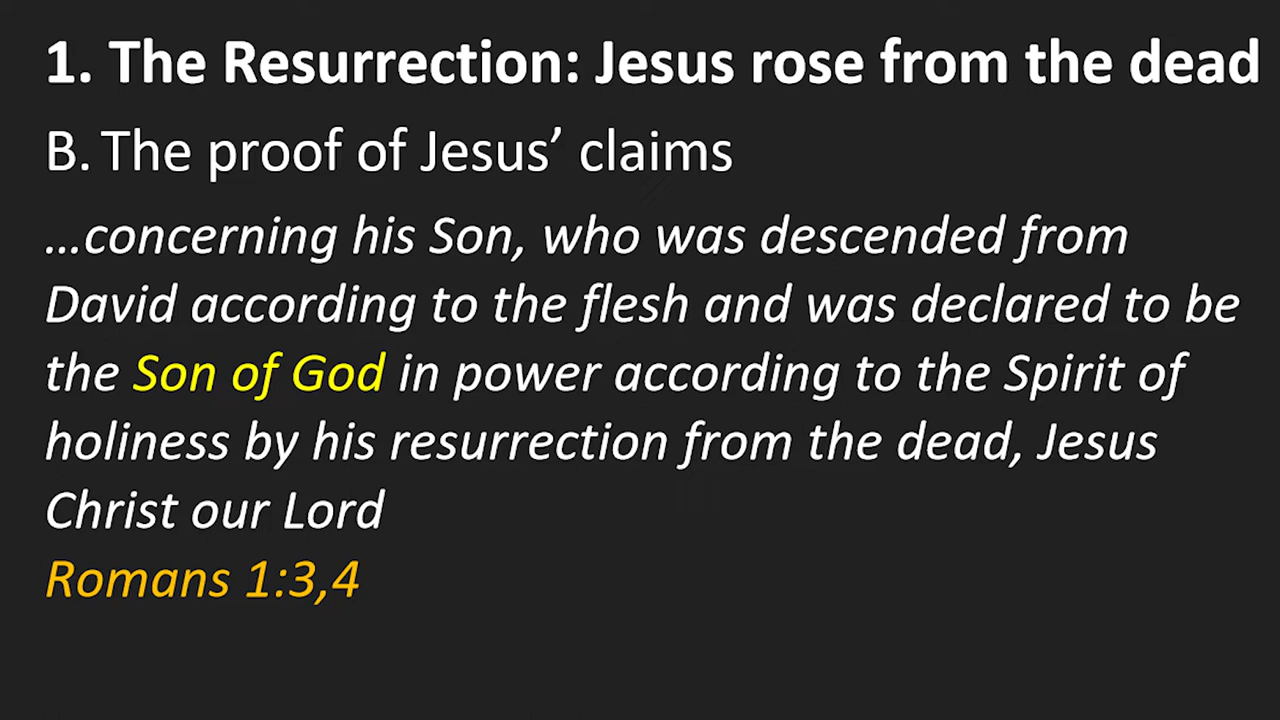 1. The Resurrection: Jesus rose from the dead
B. The proof of Jesus’ claims
…concerning his Son, who was descended from
David according to the flesh and was declared to be
the Son of God in power according to the Spirit of
holiness by his resurrection from the dead, Jesus
Christ our Lord
Romans 1:3,4